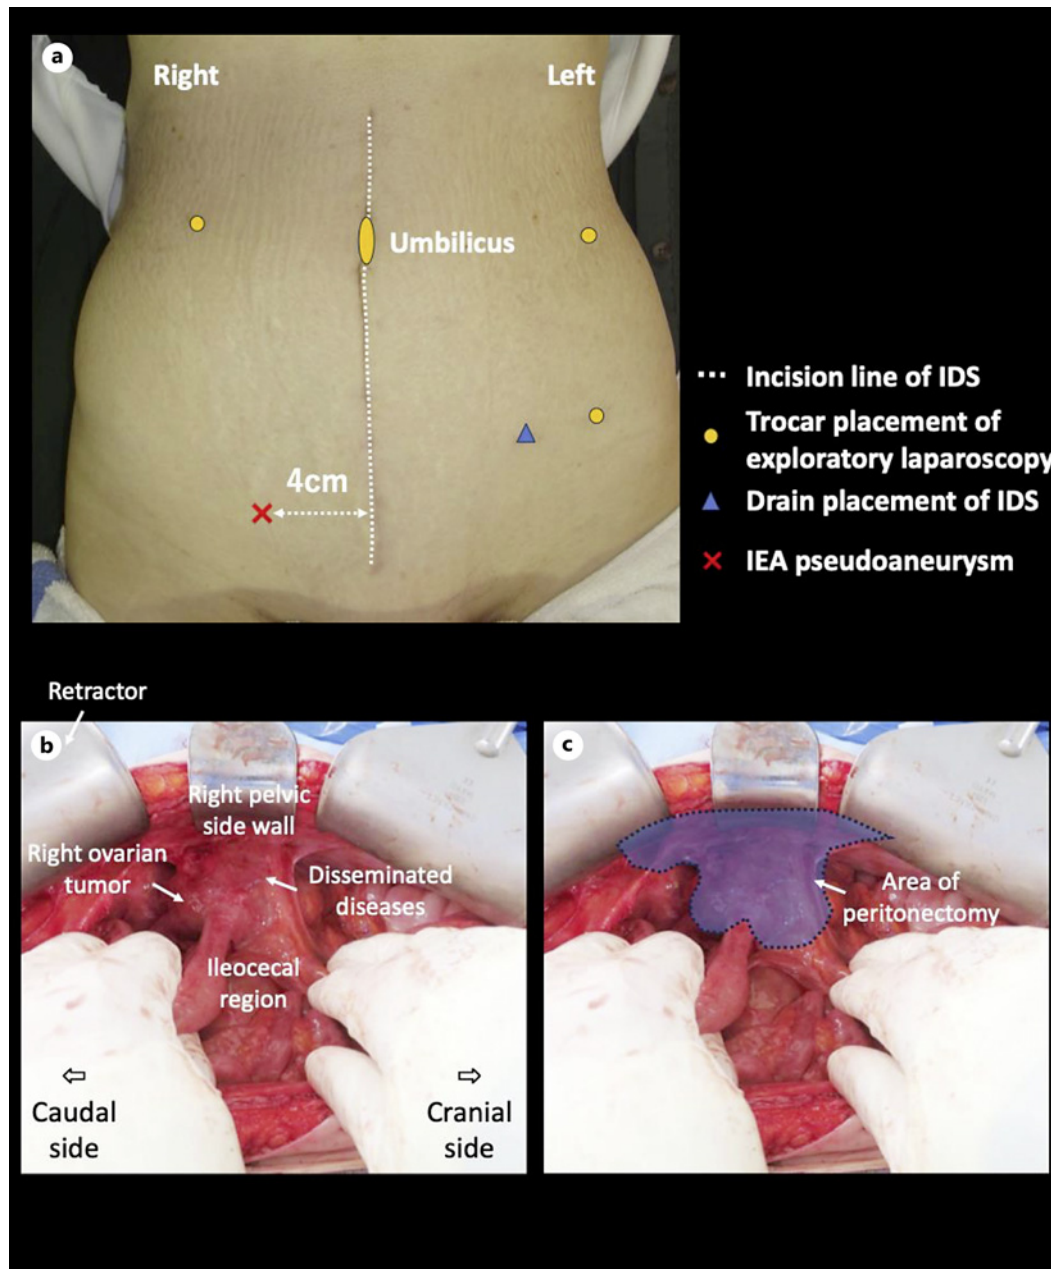 a
Right
Left
Umbilicus
4cm
Incision line of IDS
Trocar placement of
exploratory laparoscopy
Drain placement of IDS
IEA pseudoaneurysm
Retractor
b
Right pelvic
side wall
Right ovarian
tumor
Disseminated
diseases
Ileocecal
region
Caudal
side
Cranial
side
c
Area of
peritonectomy